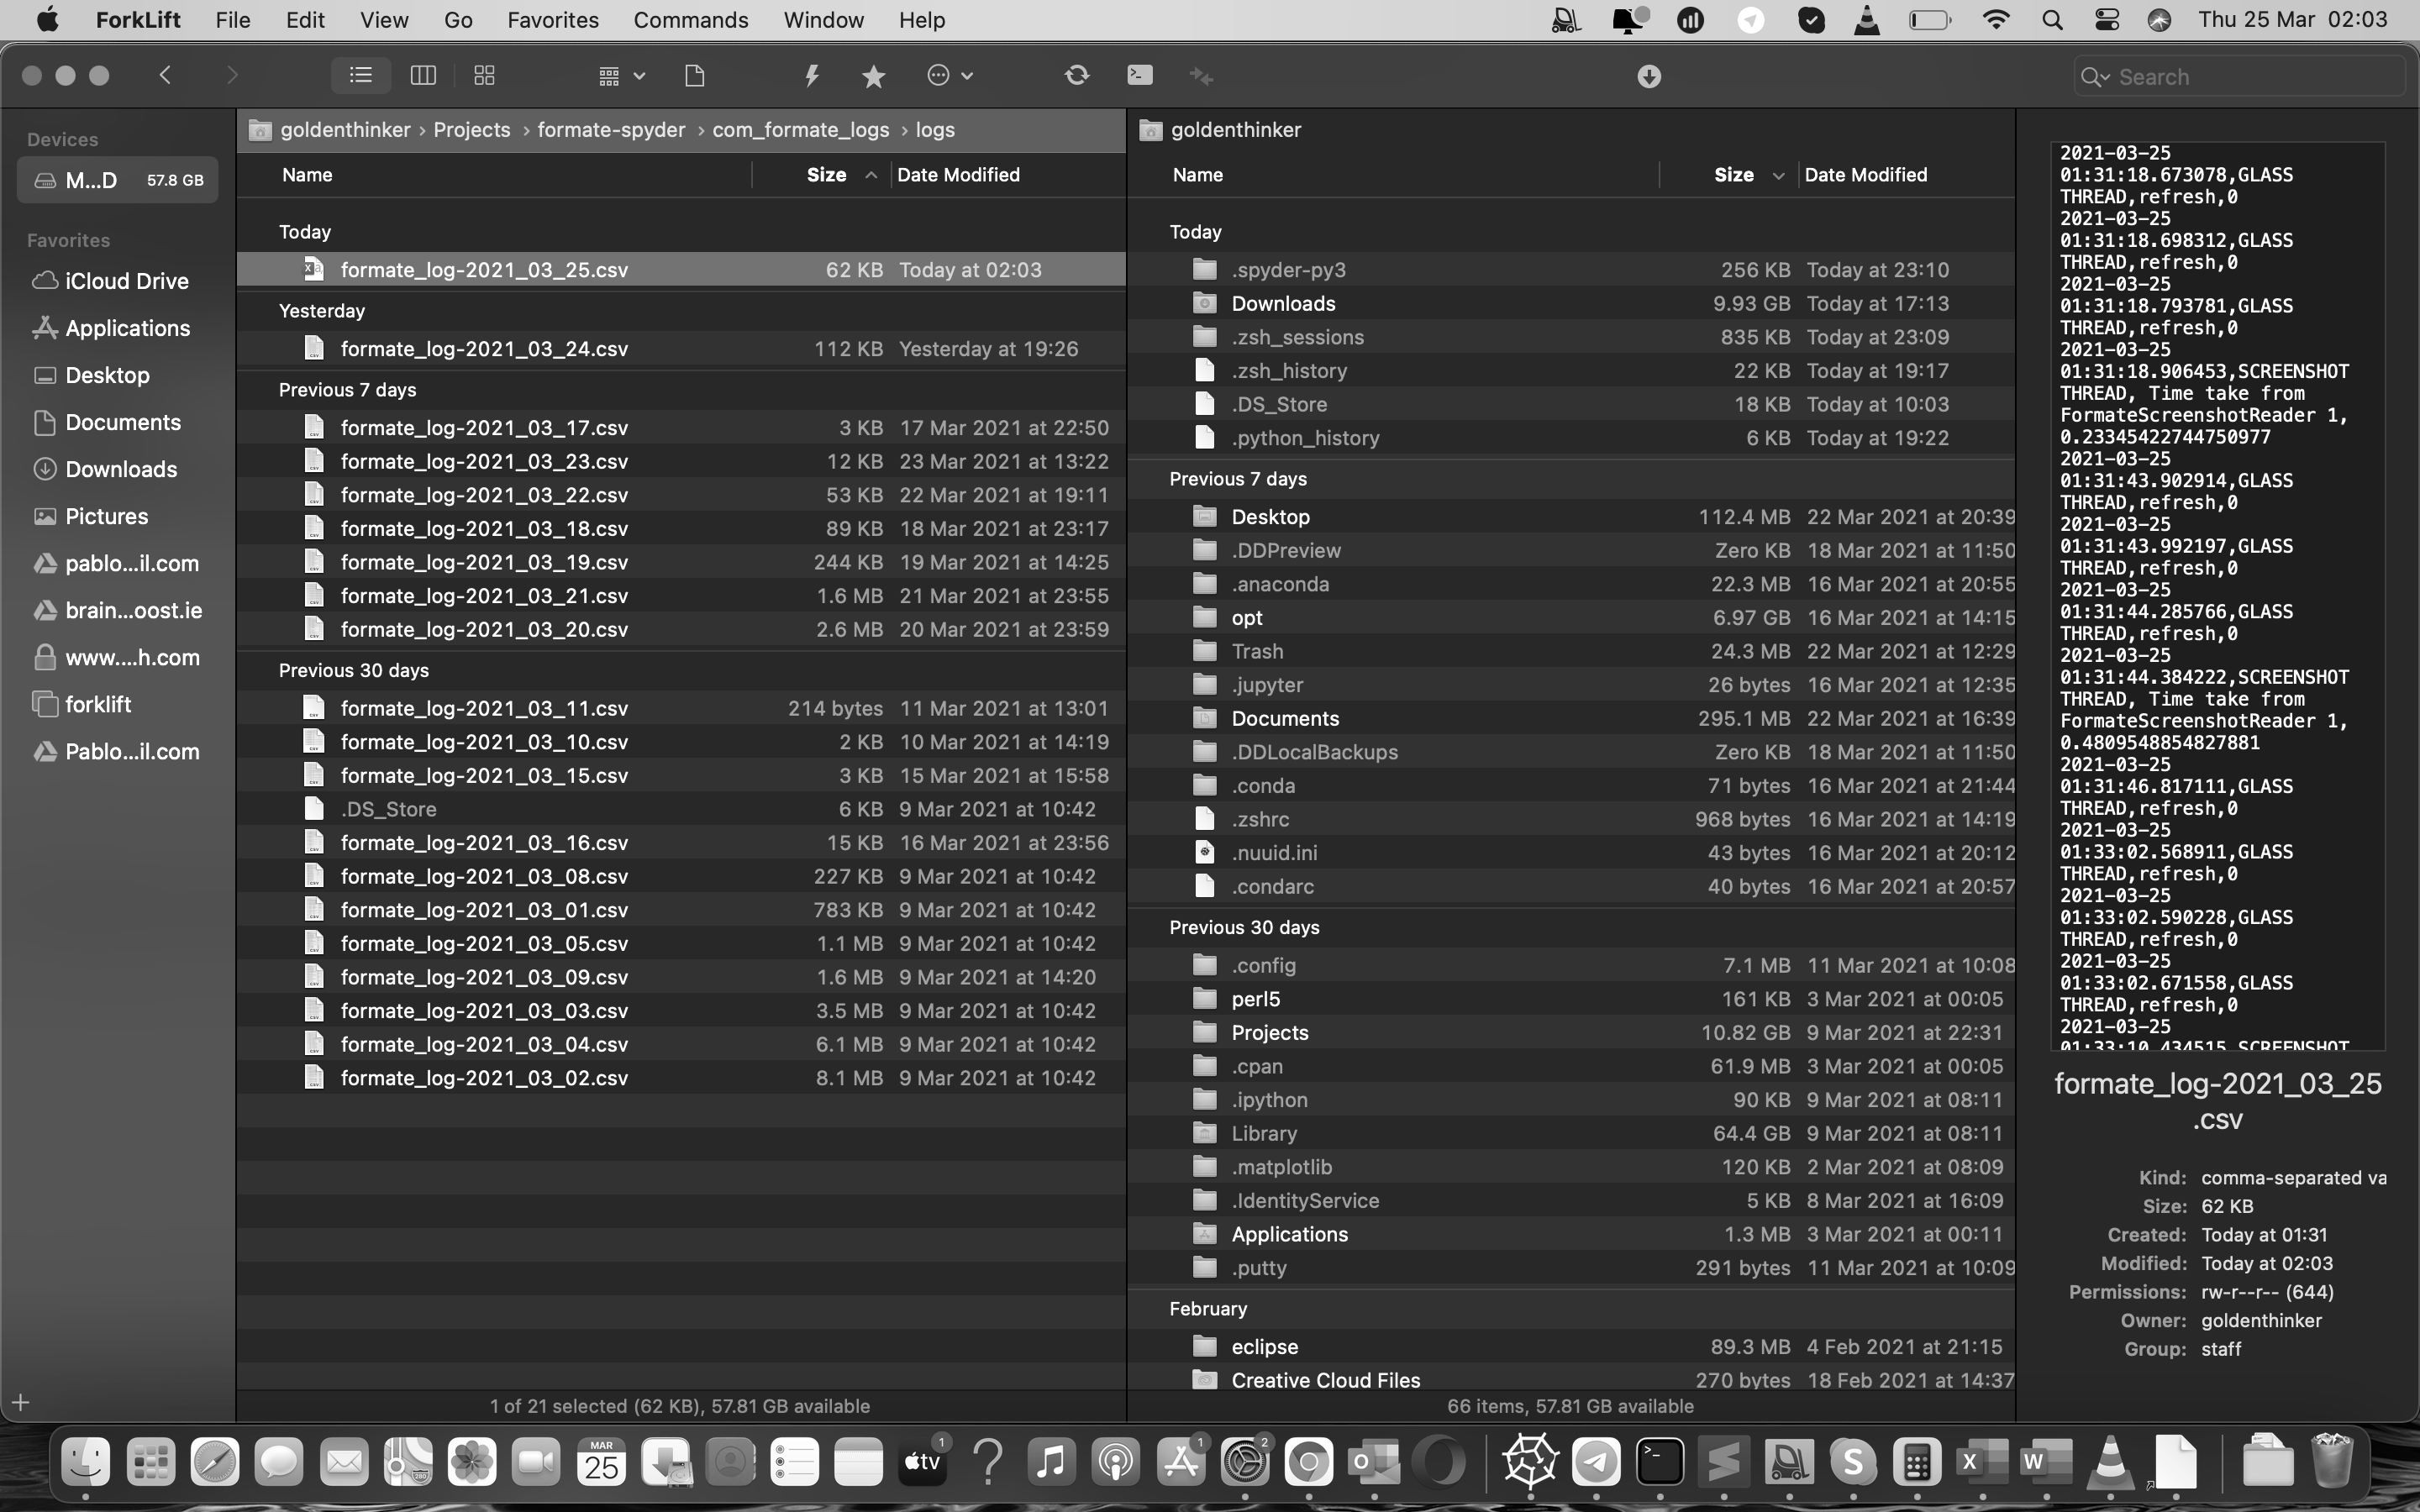 ForkLift File Edit View Go Favorites Commands Window Help Thu 25 Mar 02:03
Search
Devices
M...D 57.8 GB
Favorites
iCloud Drive
Applications
Desktop
Documents
Downloads
Pictures
pablo...il.com
brain...oost.ie
www....h.com
forklift
Pablo...il.com
goldenthinker › Projects › formate-spyder › com_formate_logs › logs
Name Size Date Modified
Today
formate_log-2021_03_25.csv 62 KB Today at 02:03
Yesterday
formate_log-2021_03_24.csv 112 KB Yesterday at 19:26
Previous 7 days
formate_log-2021_03_17.csv 3 KB 17 Mar 2021 at 22:50
formate_log-2021_03_23.csv 12 KB 23 Mar 2021 at 13:22
formate_log-2021_03_22.csv 53 KB 22 Mar 2021 at 19:11
formate_log-2021_03_18.csv 89 KB 18 Mar 2021 at 23:17
formate_log-2021_03_19.csv 244 KB 19 Mar 2021 at 14:25
formate_log-2021_03_21.csv 1.6 MB 21 Mar 2021 at 23:55
formate_log-2021_03_20.csv 2.6 MB 20 Mar 2021 at 23:59
Previous 30 days
formate_log-2021_03_11.csv 214 bytes 11 Mar 2021 at 13:01
formate_log-2021_03_10.csv 2 KB 10 Mar 2021 at 14:19
formate_log-2021_03_15.csv 3 KB 15 Mar 2021 at 15:58
.DS_Store 6 KB 9 Mar 2021 at 10:42
formate_log-2021_03_16.csv 15 KB 16 Mar 2021 at 23:56
formate_log-2021_03_08.csv 227 KB 9 Mar 2021 at 10:42
formate_log-2021_03_01.csv 783 KB 9 Mar 2021 at 10:42
formate_log-2021_03_05.csv 1.1 MB 9 Mar 2021 at 10:42
formate_log-2021_03_09.csv 1.6 MB 9 Mar 2021 at 14:20
formate_log-2021_03_03.csv 3.5 MB 9 Mar 2021 at 10:42
formate_log-2021_03_04.csv 6.1 MB 9 Mar 2021 at 10:42
formate_log-2021_03_02.csv 8.1 MB 9 Mar 2021 at 10:42
1 of 21 selected (62 KB), 57.81 GB available
goldenthinker
Name Size Date Modified
Today
.spyder-py3 256 KB Today at 23:10
Downloads 9.93 GB Today at 17:13
.zsh_sessions 835 KB Today at 23:09
.zsh_history 22 KB Today at 19:17
.DS_Store 18 KB Today at 10:03
.python_history 6 KB Today at 19:22
Previous 7 days
Desktop 112.4 MB 22 Mar 2021 at 20:39
.DDPreview Zero KB 18 Mar 2021 at 11:50
.anaconda 22.3 MB 16 Mar 2021 at 20:55
opt 6.97 GB 16 Mar 2021 at 14:15
Trash 24.3 MB 22 Mar 2021 at 12:29
.jupyter 26 bytes 16 Mar 2021 at 12:35
Documents 295.1 MB 22 Mar 2021 at 16:39
.DDLocalBackups Zero KB 18 Mar 2021 at 11:50
.conda 71 bytes 16 Mar 2021 at 21:44
.zshrc 968 bytes 16 Mar 2021 at 14:19
.nuuid.ini 43 bytes 16 Mar 2021 at 20:12
.condarc 40 bytes 16 Mar 2021 at 20:57
Previous 30 days
.config 7.1 MB 11 Mar 2021 at 10:08
perl5 161 KB 3 Mar 2021 at 00:05
Projects 10.82 GB 9 Mar 2021 at 22:31
.cpan 61.9 MB 3 Mar 2021 at 00:05
.ipython 90 KB 9 Mar 2021 at 08:11
Library 64.4 GB 9 Mar 2021 at 08:11
.matplotlib 120 KB 2 Mar 2021 at 08:09
.IdentityService 5 KB 8 Mar 2021 at 16:09
Applications 1.3 MB 3 Mar 2021 at 00:11
.putty 291 bytes 11 Mar 2021 at 10:09
February
eclipse 89.3 MB 4 Feb 2021 at 21:15
Creative Cloud Files 270 bytes 18 Feb 2021 at 14:37
66 items, 57.81 GB available
2021-03-25
01:31:18.673078,GLASS
THREAD,refresh,0
2021-03-25
01:31:18.698312,GLASS
THREAD,refresh,0
2021-03-25
01:31:18.793781,GLASS
THREAD,refresh,0
2021-03-25
01:31:18.906453,SCREENSHOT
THREAD, Time take from
FormateScreenshotReader 1,
0.23345422744750977
2021-03-25
01:31:43.902914,GLASS
THREAD,refresh,0
2021-03-25
01:31:43.992197,GLASS
THREAD,refresh,0
2021-03-25
01:31:44.285766,GLASS
THREAD,refresh,0
2021-03-25
01:31:44.384222,SCREENSHOT
THREAD, Time take from
FormateScreenshotReader 1,
0.4809548854827881
2021-03-25
01:31:46.817111,GLASS
THREAD,refresh,0
2021-03-25
01:33:02.568911,GLASS
THREAD,refresh,0
2021-03-25
01:33:02.590228,GLASS
THREAD,refresh,0
2021-03-25
01:33:02.671558,GLASS
THREAD,refresh,0
2021-03-25
01:33:10.434515,SCREENSHOT
formate_log-2021_03_25
.csv
Kind: comma-separated va
Size: 62 KB
Created: Today at 01:31
Modified: Today at 02:03
Permissions: rw-r--r-- (644)
Owner: goldenthinker
Group: staff
MAR
25
tv
1
1
2